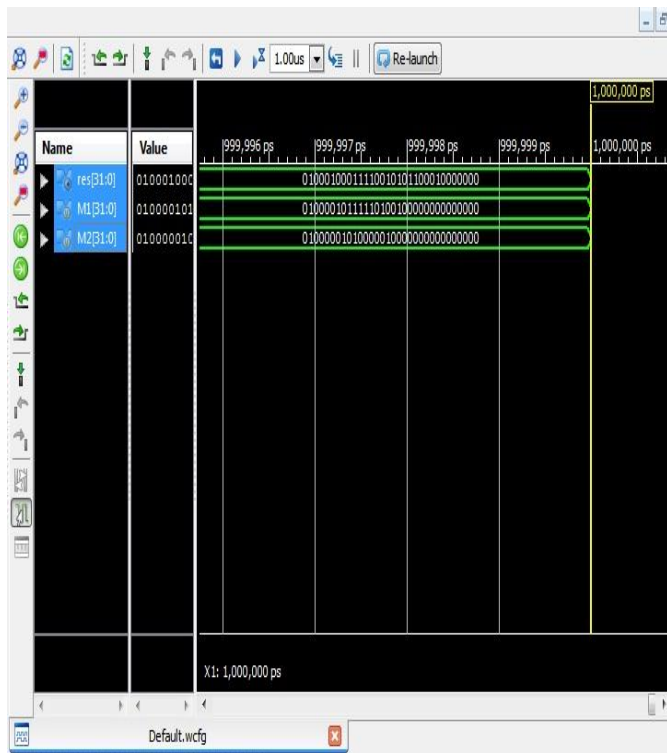 1.00us
Re-launch
1,000,000 ps
Name Value 999,996 ps 999,997 ps 999,998 ps 999,999 ps 1,000,000 ps
res[31:0] 01000100 01000100011110010101100010000000
M1[31:0] 010000101 01000010111110100100000000000000
M2[31:0] 01000001 01000001010000010000000000000000
X1: 1,000,000 ps
Default.wcfg